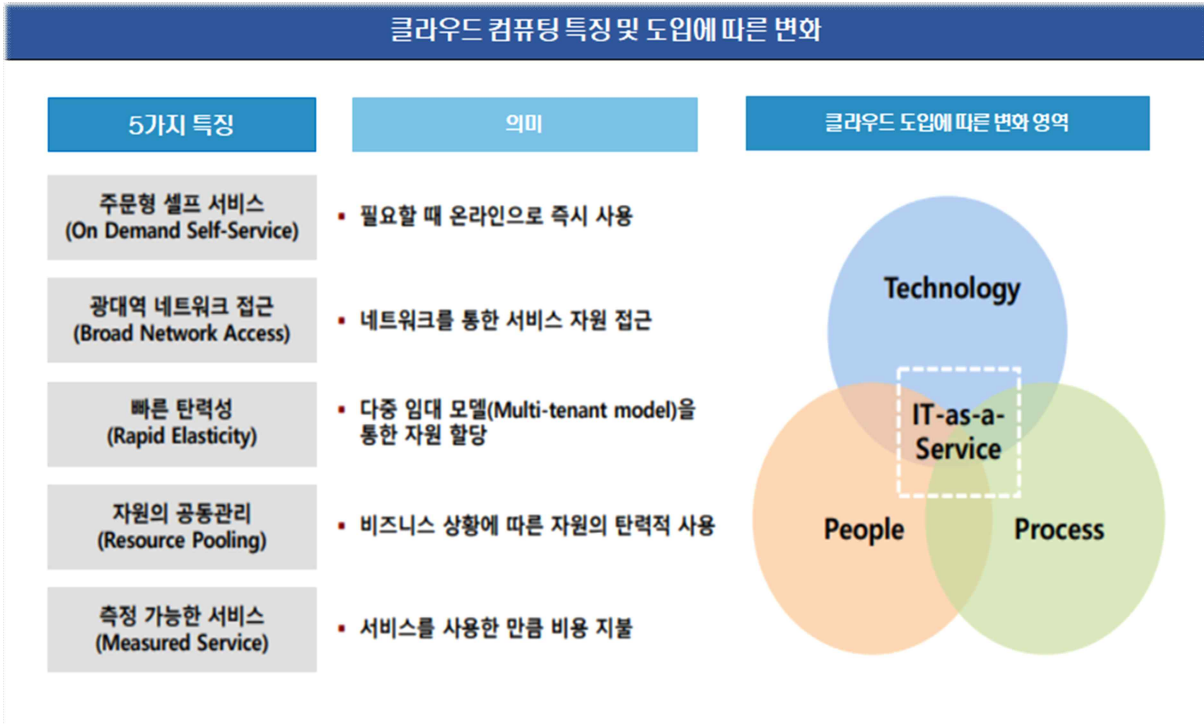 클라우드 컴퓨팅 특징 및 도입에 따른 변화
5가지 특징
의미
클라우드 도입에 따른 변화 영역
주문형 셀프 서비스
(On Demand Self-Service)
▪ 필요할 때 온라인으로 즉시 사용
광대역 네트워크 접근
(Broad Network Access)
▪ 네트워크를 통한 서비스 자원 접근
빠른 탄력성
(Rapid Elasticity)
▪ 다중 임대 모델(Multi-tenant model)을
통한 자원 할당
자원의 공동관리
(Resource Pooling)
▪ 비즈니스 상황에 따른 자원의 탄력적 사용
측정 가능한 서비스
(Measured Service)
▪ 서비스를 사용한 만큼 비용 지불
Technology
IT-as-a-
Service
People
Process